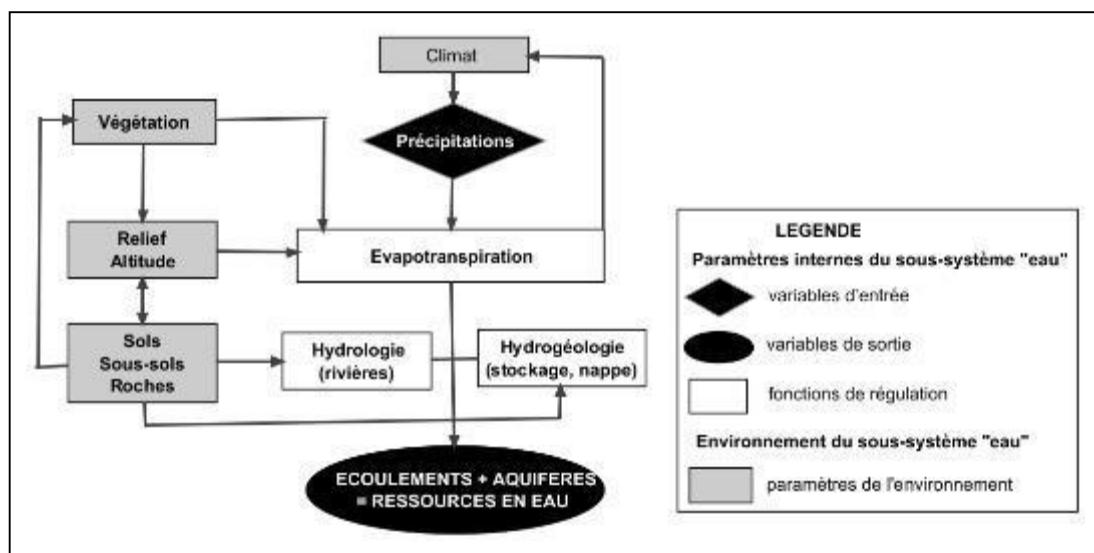 Climat
Végétation
Précipitations
Relief
Altitude
Evapotranspiration
Sols
Sous-sols
Roches
Hydrologie
(rivières)
Hydrogéologie
(stockage, nappe)
ECOULEMENTS + AQUIFERES
= RESSOURCES EN EAU
LEGENDE
Paramètres internes du sous-système "eau"
variables d'entrée
variables de sortie
fonctions de régulation
Environnement du sous-système "eau"
paramètres de l'environnement